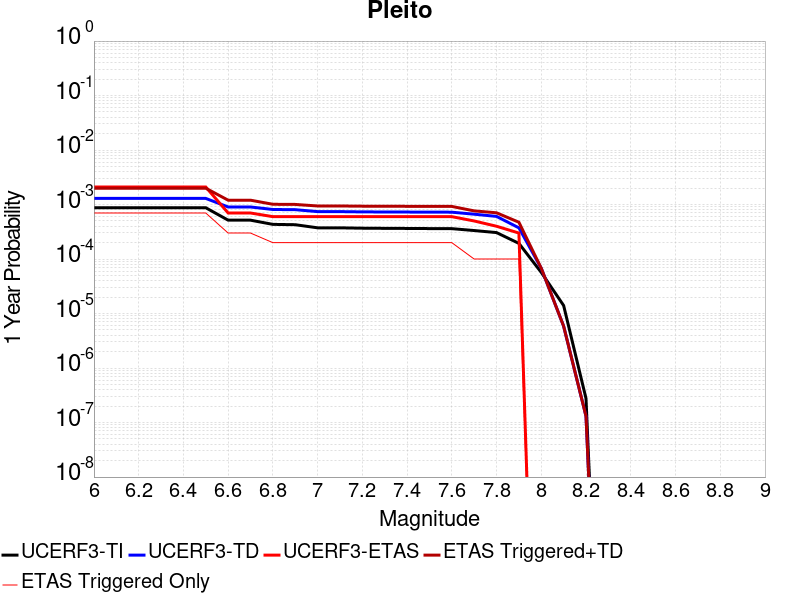 Pleito
10^0
10^-1
10^-2
10^-3
10^-4
10^-5
10^-6
10^-7
10^-8
1 Year Probability
6 6.2 6.4 6.6 6.8 7 7.2 7.4 7.6 7.8 8 8.2 8.4 8.6 8.8 9
Magnitude
UCERF3-TI UCERF3-TD UCERF3-ETAS ETAS Triggered+TD
ETAS Triggered Only